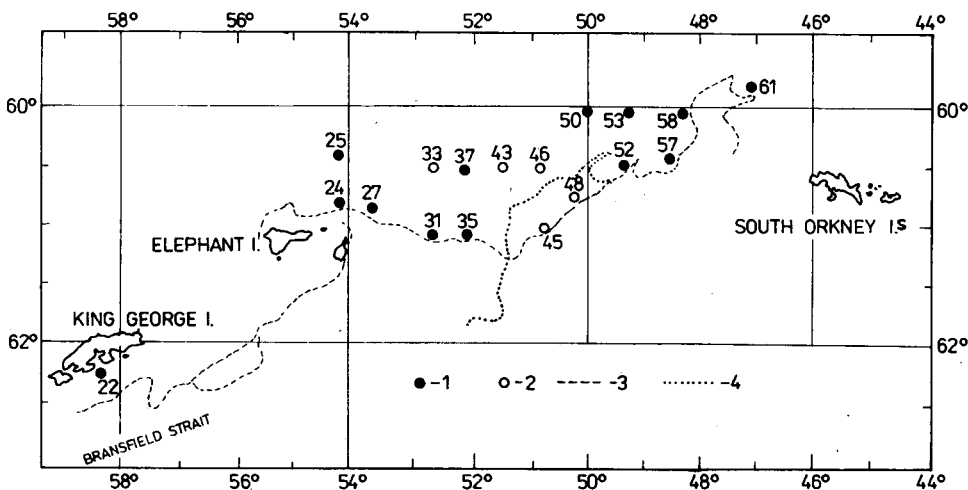 58° 56° 54° 52° 50° 48° 46° 44°
60° 60°
61
50 53 58
25
33 37 43 46 52 57
24 27 48
31 35 45
ELEPHANT I.
SOUTH ORKNEY I.S
KING GEORGE I.
62° 62°
22
-1 -2 -3 -4
BRANSFIELD STRAIT
58° 56° 54° 52° 50° 48° 46° 44°